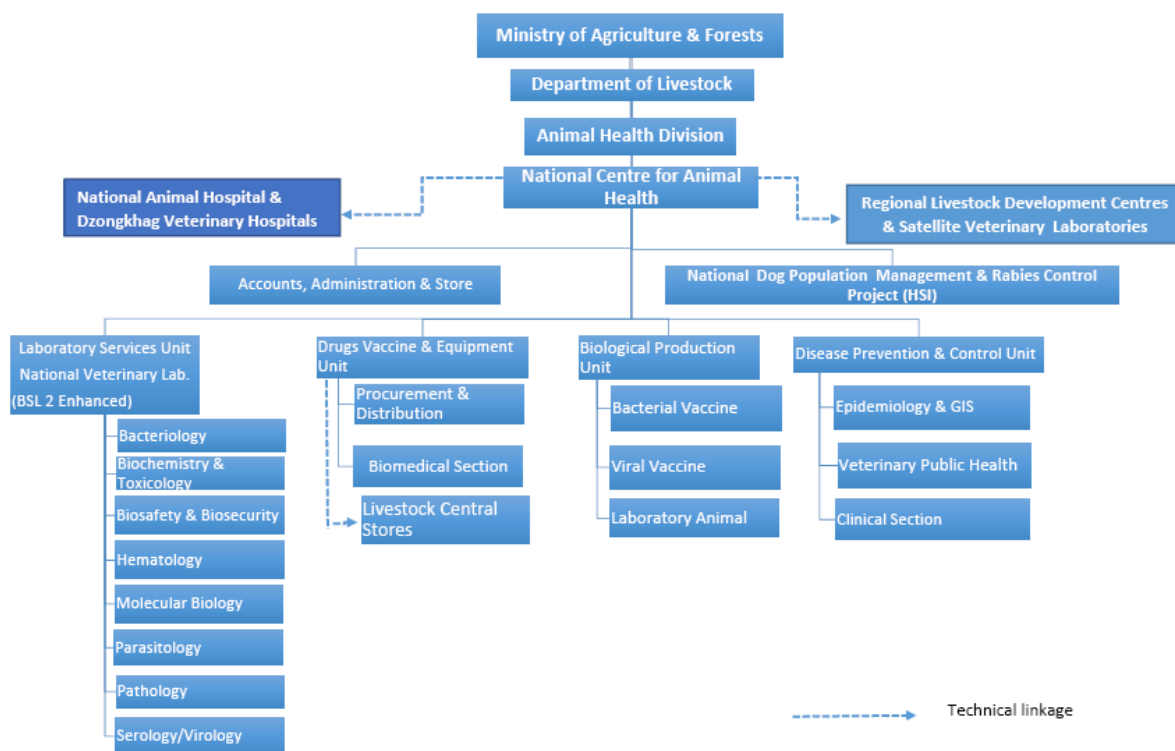 Ministry of Agriculture & Forests
Department of Livestock
Animal Health Division
National Centre for Animal
Health
National Animal Hospital &
Dzongkhag Veterinary Hospitals
Regional Livestock Development Centres
& Satellite Veterinary Laboratories
Accounts, Administration & Store
National Dog Population Management & Rabies Control
Project (HSI)
Laboratory Services Unit
National Veterinary Lab.
(BSL 2 Enhanced)
Bacteriology
Biochemistry &
Toxicology
Biosafety & Biosecurity
Hematology
Molecular Biology
Parasitology
Pathology
Serology/Virology
Drugs Vaccine & Equipment
Unit
Procurement &
Distribution
Biomedical Section
Livestock Central
Stores
Biological Production
Unit
Bacterial Vaccine
Viral Vaccine
Laboratory Animal
Disease Prevention & Control Unit
Epidemiology & GIS
Veterinary Public Health
Clinical Section
Technical linkage